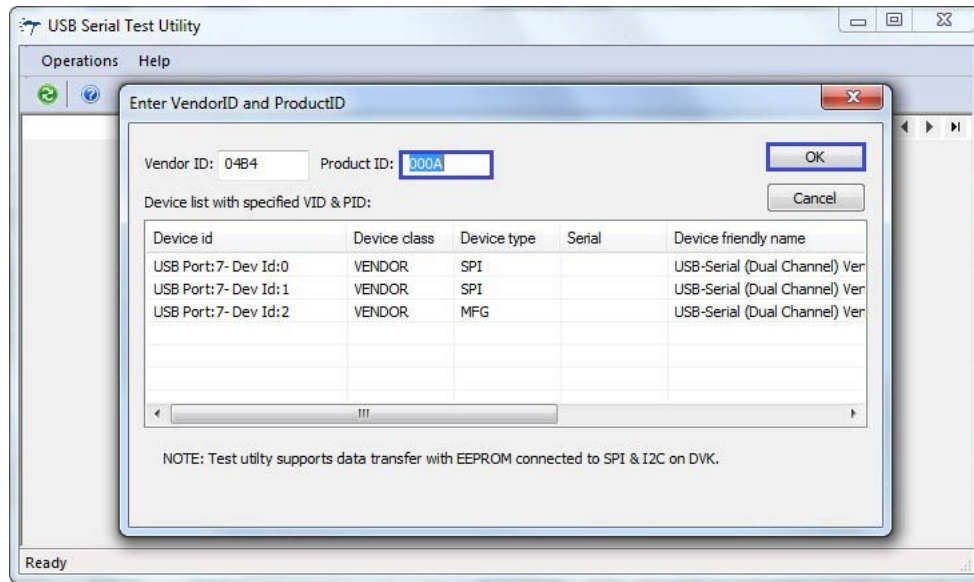 USB Serial Test Utility
Operations Help
Enter VendorID and ProductID
Vendor ID: 04B4 Product ID: 000A OK
Device list with specified VID & PID: Cancel
Device id Device class Device type Serial Device friendly name
USB Port:7- Dev Id:0 VENDOR SPI USB-Serial (Dual Channel) Ver
USB Port:7- Dev Id:1 VENDOR SPI USB-Serial (Dual Channel) Ver
USB Port:7- Dev Id:2 VENDOR MFG USB-Serial (Dual Channel) Ver
NOTE: Test utilty supports data transfer with EEPROM connected to SPI & I2C on DVK.
Ready